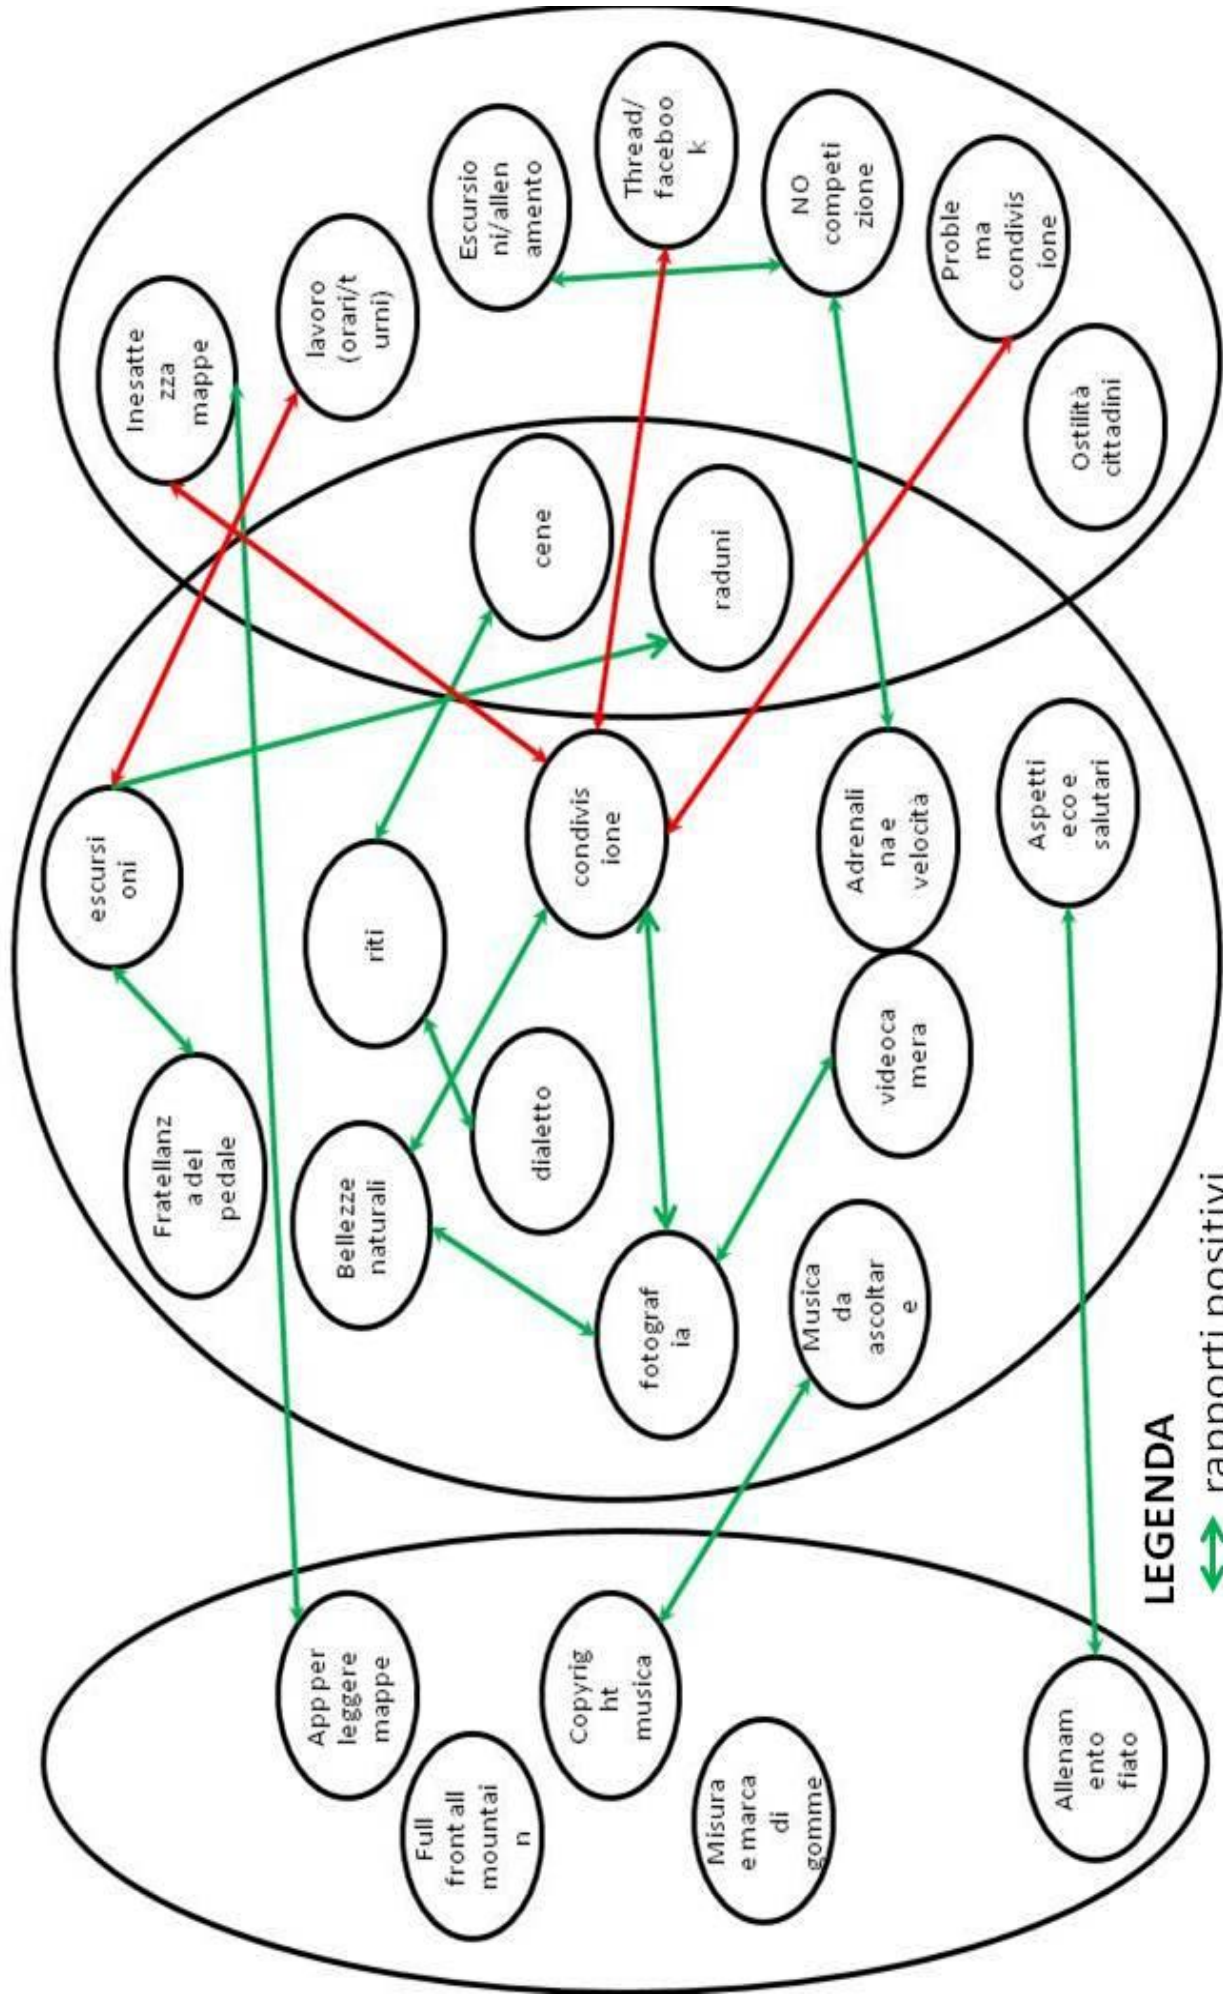 App per
leggere
mappe
Full
front all
mountai
n
Copyrig
ht
musica
Misura
e marca
di
gomme
Allenam
ento
fiato
Fratellanz
a del
pedale
escursi
oni
Bellezze
naturali
riti
dialetto
fotograf
ia
condivis
ione
Musica
da
ascoltar
e
videoca
mera
Adrenali
na e
velocità
Aspetti
eco e
salutari
cene
raduni
Inesatte
zza
mappe
lavoro
(orari/t
urni)
Escursio
ni/allen
amento
Thread/
faceboo
k
NO
competi
zione
Proble
ma
condivis
ione
Ostilità
cittadini
LEGENDA
rapporti positivi